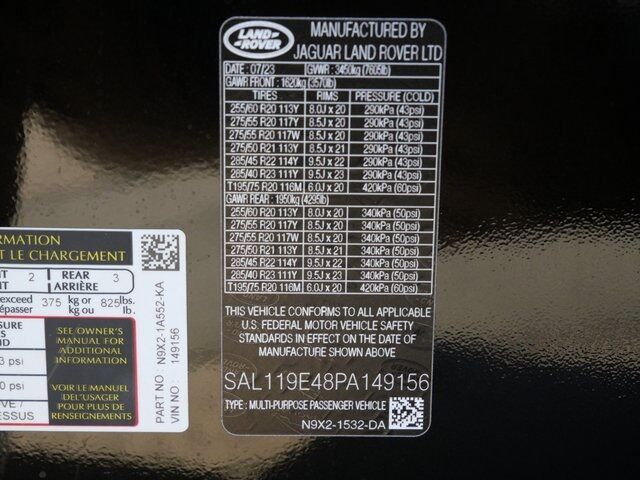 LAND-
ROVER
MANUFACTURED BY
JAGUAR LAND ROVER LTD
DATE : 07/23 GVWR: 3450kg (7605lb)
GAWR FRONT : 1620kg (3570lb)
TIRES RIMS PRESSURE (COLD)
255/60 R20 113Y 8.0J x 20 290kPa (43psi)
275/55 R20 117Y 8.5J x 20 290kPa (43psi)
275/55 R20 117W 8.5J x 20 290kPa (43psi)
275/50 R21 113Y 8.5J x 21 290kPa (43psi)
285/45 R22 114Y 9.5J x 22 290kPa (43psi)
285/40 R23 111Y 9.5J x 23 290kPa (43psi)
T195/75 R20 116M 6.0J x 20 420kPa (60psi)
GAWR REAR: 1950kg (4295lb)
255/60 R20 113Y 8.0J x 20 340kPa (50psi)
275/55 R20 117Y 8.5J x 20 340kPa (50psi)
275/55 R20 117W 8.5J x 20 340kPa (50psi)
275/50 R21 113Y 8.5J x 21 340kPa (50psi)
285/45 R22 114Y 9.5J x 22 340kPa (50psi)
285/40 R23 111Y 9.5J x 23 340kPa (50psi)
T195/75 R20 116M 6.0J x 20 420kPa (60psi)
THIS VEHICLE CONFORMS TO ALL APPLICABLE
U.S. FEDERAL MOTOR VEHICLE SAFETY
STANDARDS IN EFFECT ON THE DATE OF
MANUFACTURE SHOWN ABOVE.
SAL119E48PA149156
TYPE : MULTI-PURPOSE PASSENGER VEHICLE
N9X2-1532-DA
RMATION
T LE CHARGEMENT
NT 2 REAR 3
ARRIÈRE
exceed 375 kg or 825 lbs.
épasser kg ou lb.
SURE
3 psi
0 psi
VE /
ESSUS
SEE OWNER'S
MANUAL FOR
ADDITIONAL
INFORMATION
VOIR LE MANUEL
DE L'USAGER
POUR PLUS DE
RENSEIGNEMENTS
PART NO : N9X2-1A552-KA
VIN NO : 149156